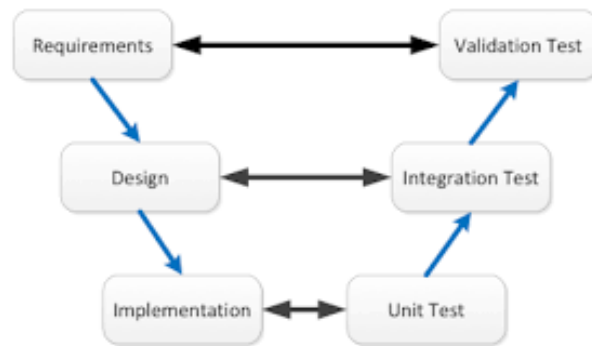 Requirements
Validation Test
Design
Integration Test
Implementation
Unit Test